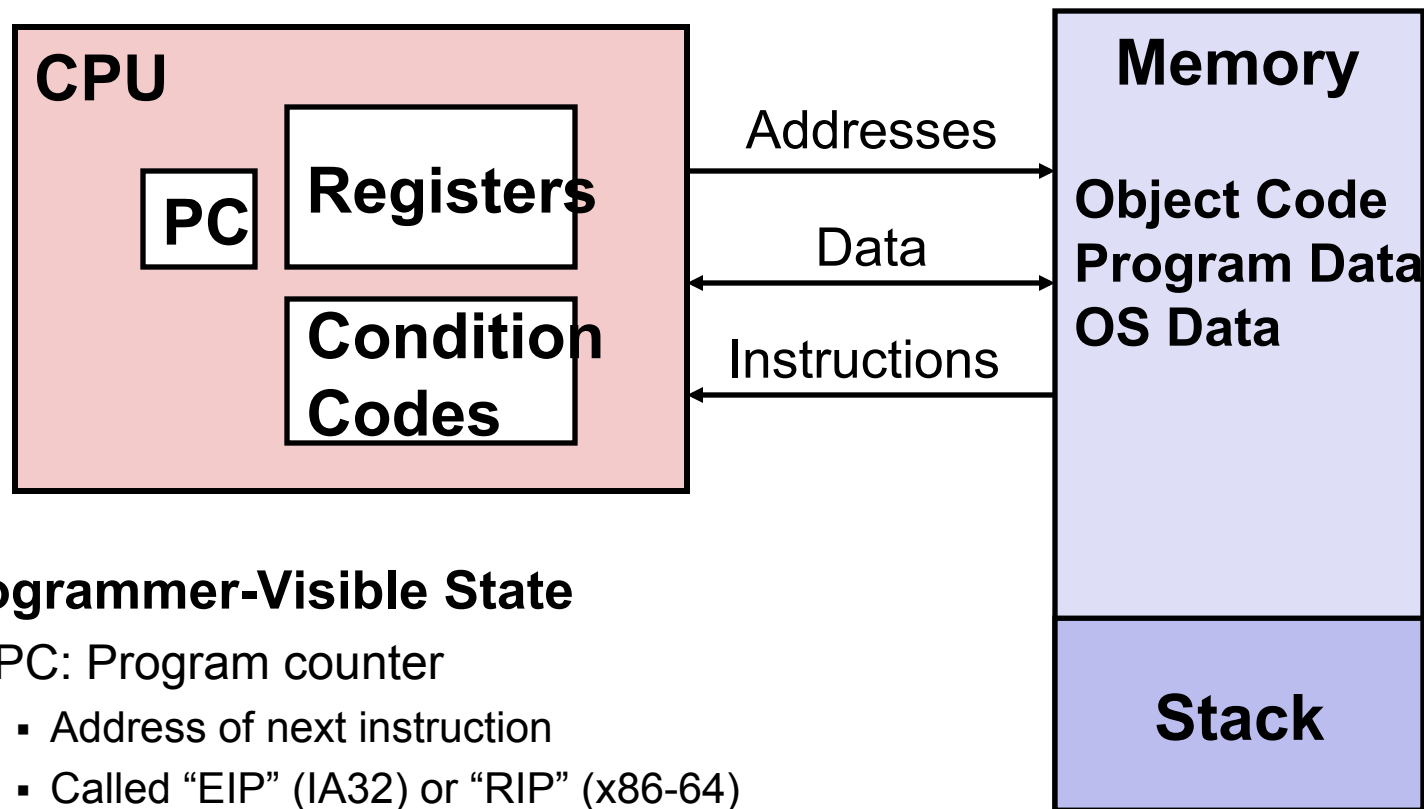 CPU
PC
Registers
Condition
Codes
Addresses
Data
Instructions
Memory
Object Code
Program Data
OS Data
Stack
ogrammer-Visible State
PC: Program counter
▪ Address of next instruction
▪ Called “EIP” (IA32) or “RIP” (x86-64)